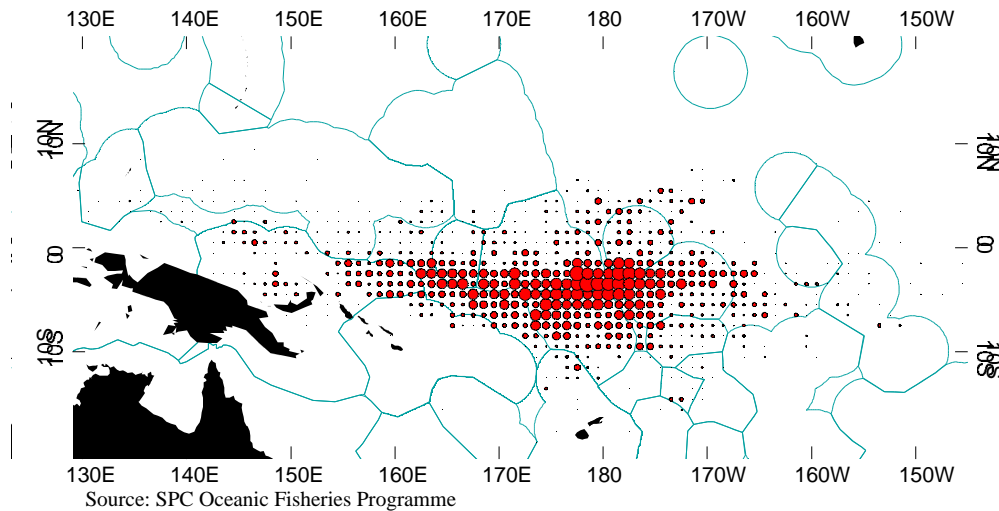 130E 140E 150E 160E 170E 180 170W 160W 150W
10N 10N
0 0
10S 10S
130E 140E 150E 160E 170E 180 170W 160W 150W
Source: SPC Oceanic Fisheries Programme